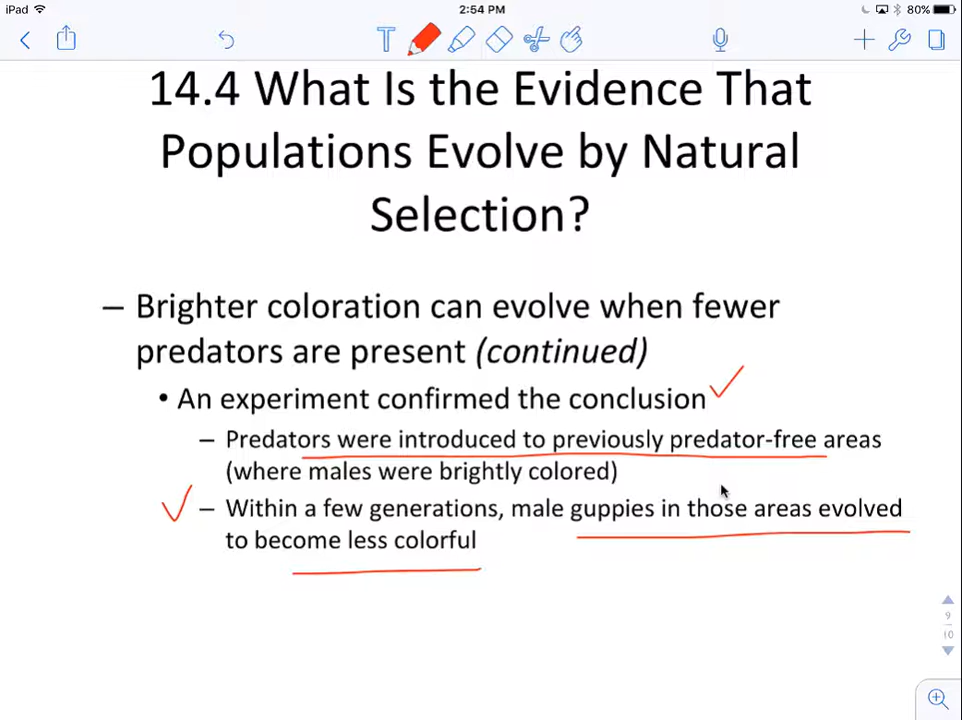 iPad 2:54 PM 80%
T
14.4 What Is the Evidence That
Populations Evolve by Natural
Selection?
– Brighter coloration can evolve when fewer
predators are present (continued)
• An experiment confirmed the conclusion
– Predators were introduced to previously predator-free areas
(where males were brightly colored)
– Within a few generations, male guppies in those areas evolved
to become less colorful
9
10